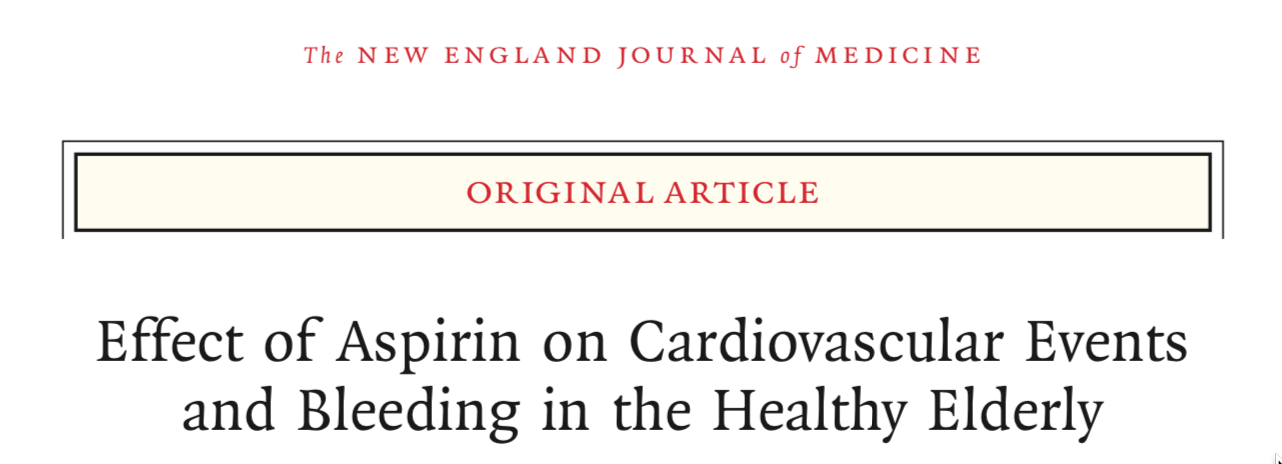 The NEW ENGLAND JOURNAL of MEDICINE
ORIGINAL ARTICLE
Effect of Aspirin on Cardiovascular Events
and Bleeding in the Healthy Elderly